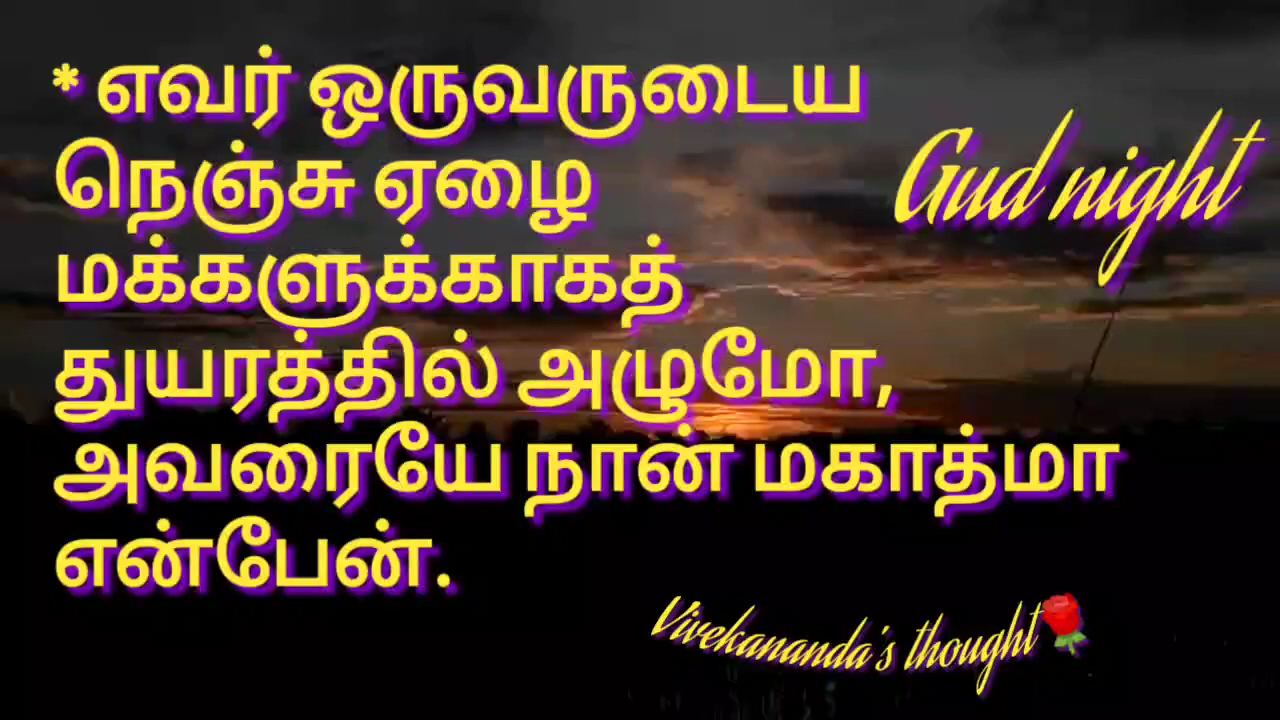 * எவர் ஒருவருடைய
நெஞ்சு ஏழை
மக்களுக்காகத்
துயரத்தில் அழுமோ,
அவரையே நான் மகாத்மா
என்பேன்.
Gud night
Vivekananda's thought🌹